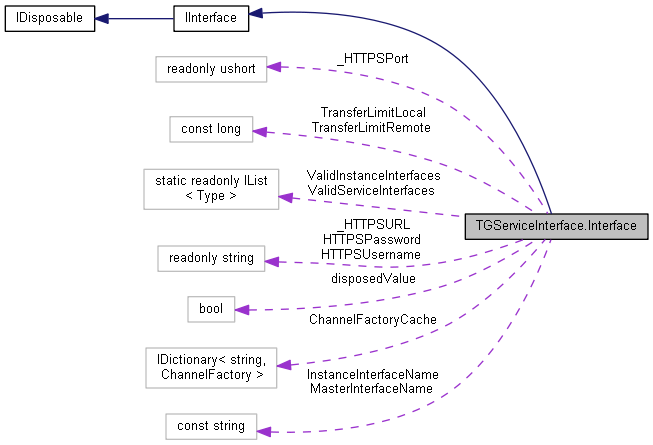 IDisposable
IInterface
readonly ushort
_HTTPSPort
const long
TransferLimitLocal
TransferLimitRemote
static readonly IList
< Type >
ValidInstanceInterfaces
ValidServiceInterfaces
TGServiceInterface.Interface
readonly string
_HTTPSURL
HTTPSPassword
HTTPSUsername
bool
disposedValue
IDictionary< string,
ChannelFactory >
ChannelFactoryCache
const string
InstanceInterfaceName
MasterInterfaceName